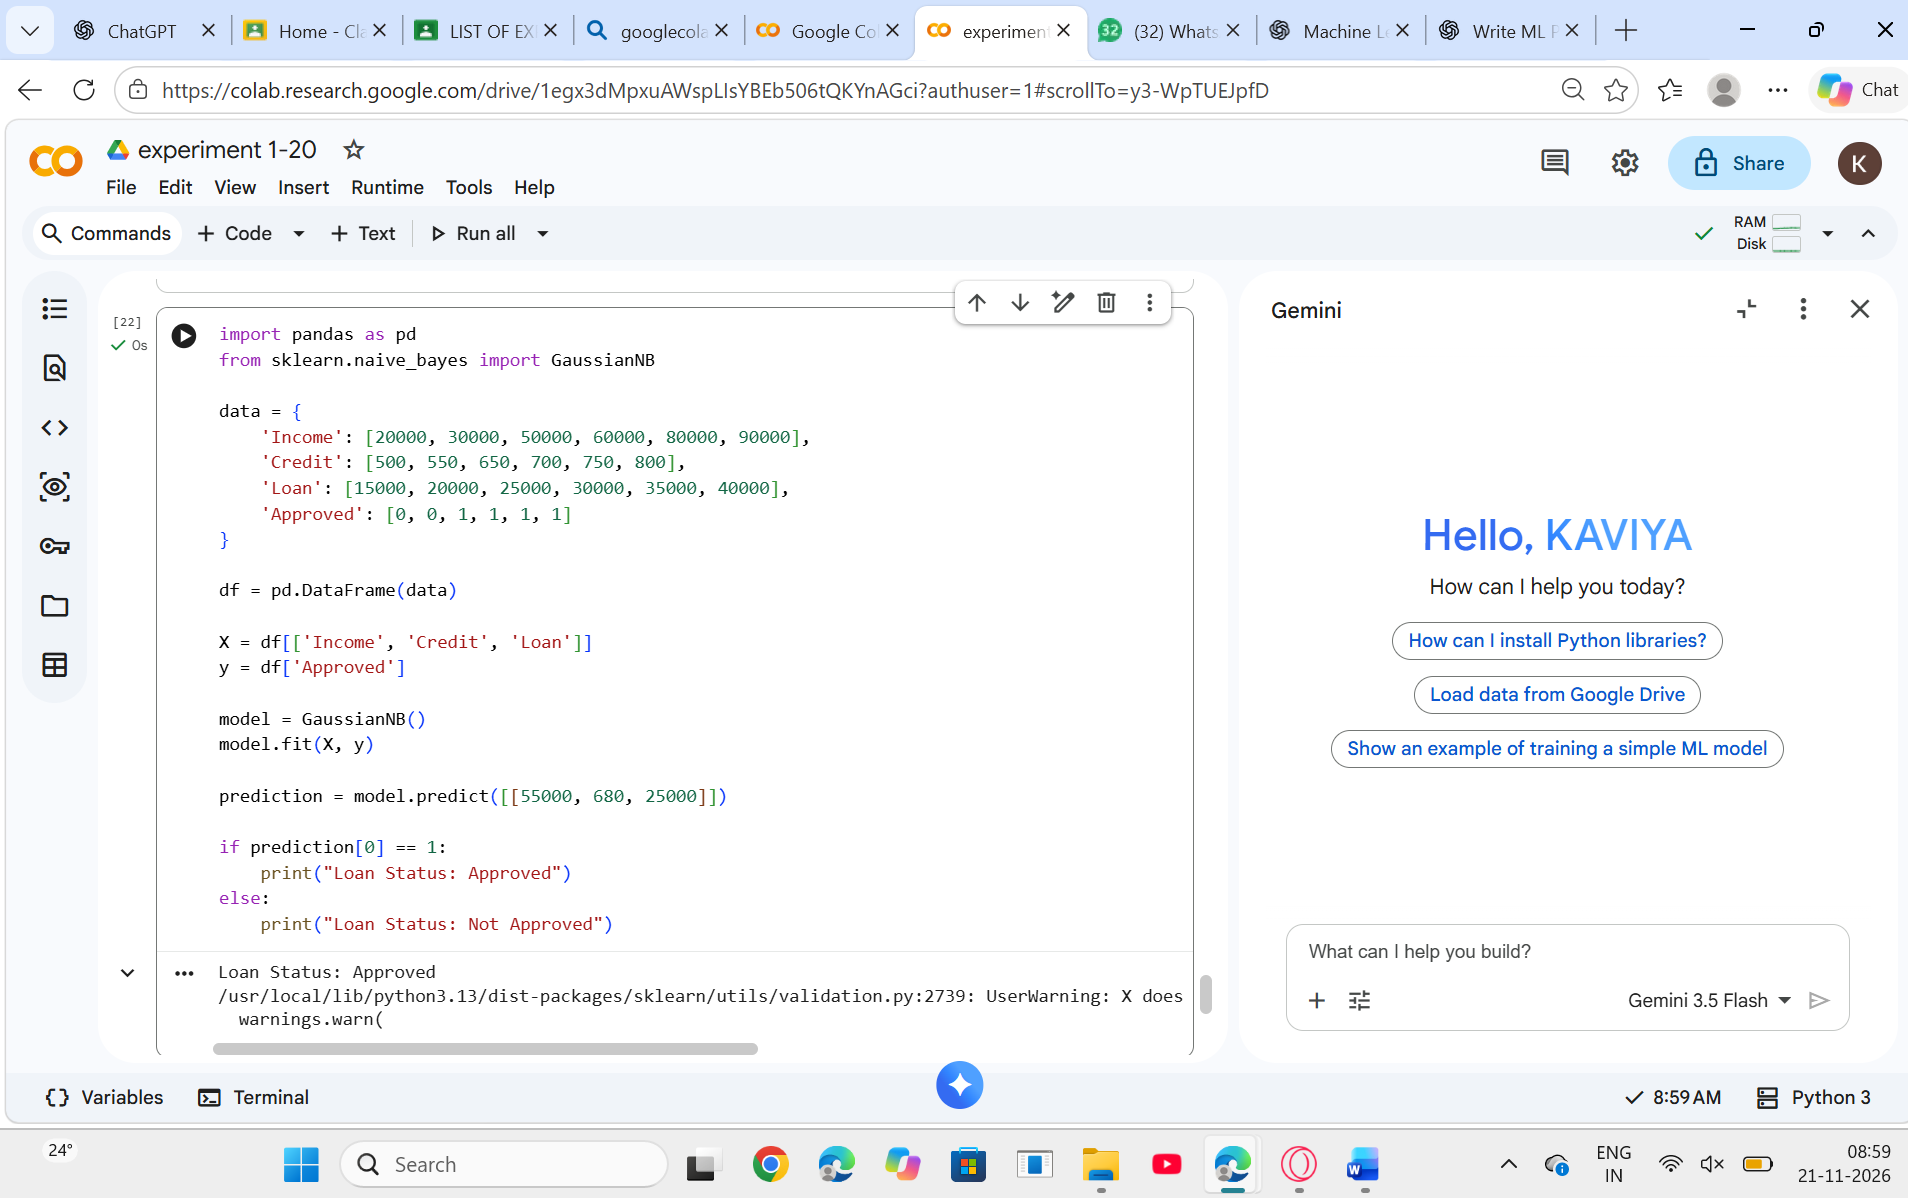 ChatGPT
Home - Cla
LIST OF EX
googlecola
Google Co
experiment
32
(32) Whats
Machine Le
Write ML P
https://colab.research.google.com/drive/1egx3dMpxuAWspLIsYBEb506tQKYnAGci?authuser=1#scrollTo=y3-WpTUEJpfD
Chat
experiment 1-20
Share
K
File Edit View Insert Runtime Tools Help
Commands + Code + Text Run all
RAM
Disk
[22]
0s
import pandas as pd
from sklearn.naive_bayes import GaussianNB
data = {
'Income': [20000, 30000, 50000, 60000, 80000, 90000],
'Credit': [500, 550, 650, 700, 750, 800],
'Loan': [15000, 20000, 25000, 30000, 35000, 40000],
'Approved': [0, 0, 1, 1, 1, 1]
}
df = pd.DataFrame(data)
X = df[['Income', 'Credit', 'Loan']]
y = df['Approved']
model = GaussianNB()
model.fit(X, y)
prediction = model.predict([[55000, 680, 25000]])
if prediction[0] == 1:
print("Loan Status: Approved")
else:
print("Loan Status: Not Approved")
Loan Status: Approved
/usr/local/lib/python3.13/dist-packages/sklearn/utils/validation.py:2739: UserWarning: X does
warnings.warn(
Gemini
Hello, KAVIYA
How can I help you today?
How can I install Python libraries?
Load data from Google Drive
Show an example of training a simple ML model
What can I help you build?
Gemini 3.5 Flash
Variables Terminal
8:59 AM Python 3
24°
Search
ENG
IN
08:59
21-11-2026